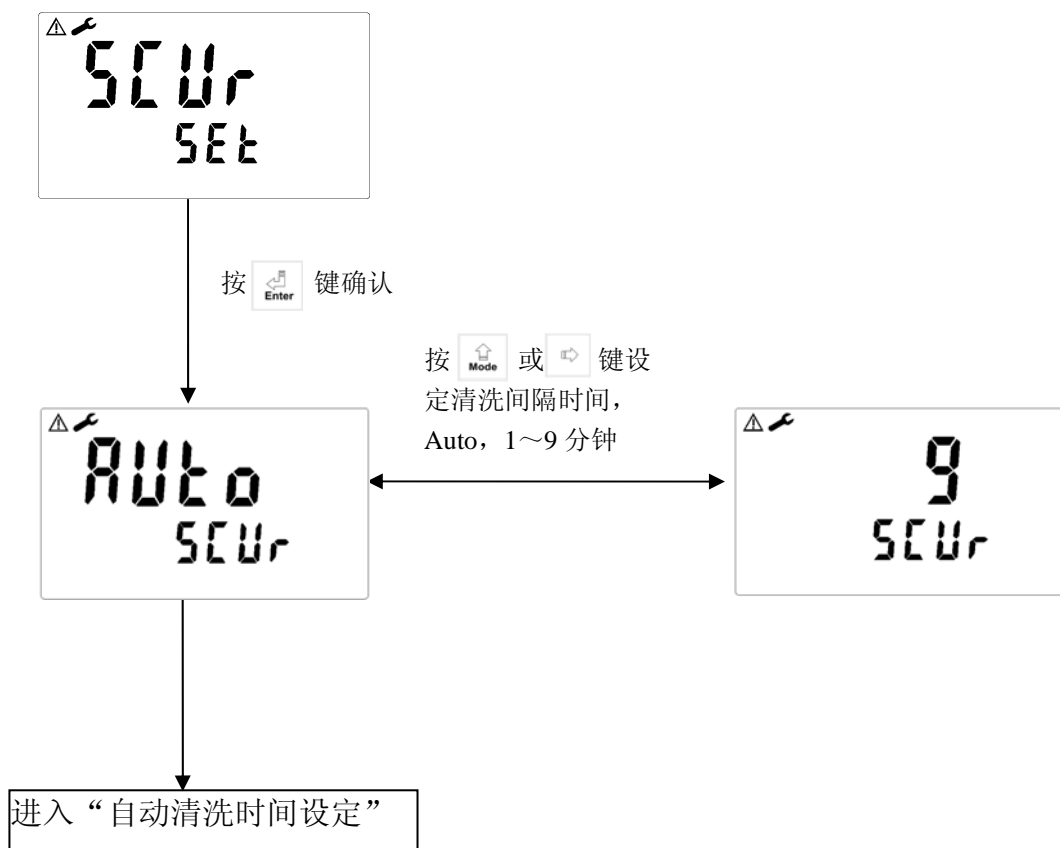 SCUr
SEt
按 Enter 键确认
按 Mode 或 键设
定清洗间隔时间，
Auto，1～9 分钟
AUto
SCUr
9
SCUr
进入“自动清洗时间设定”